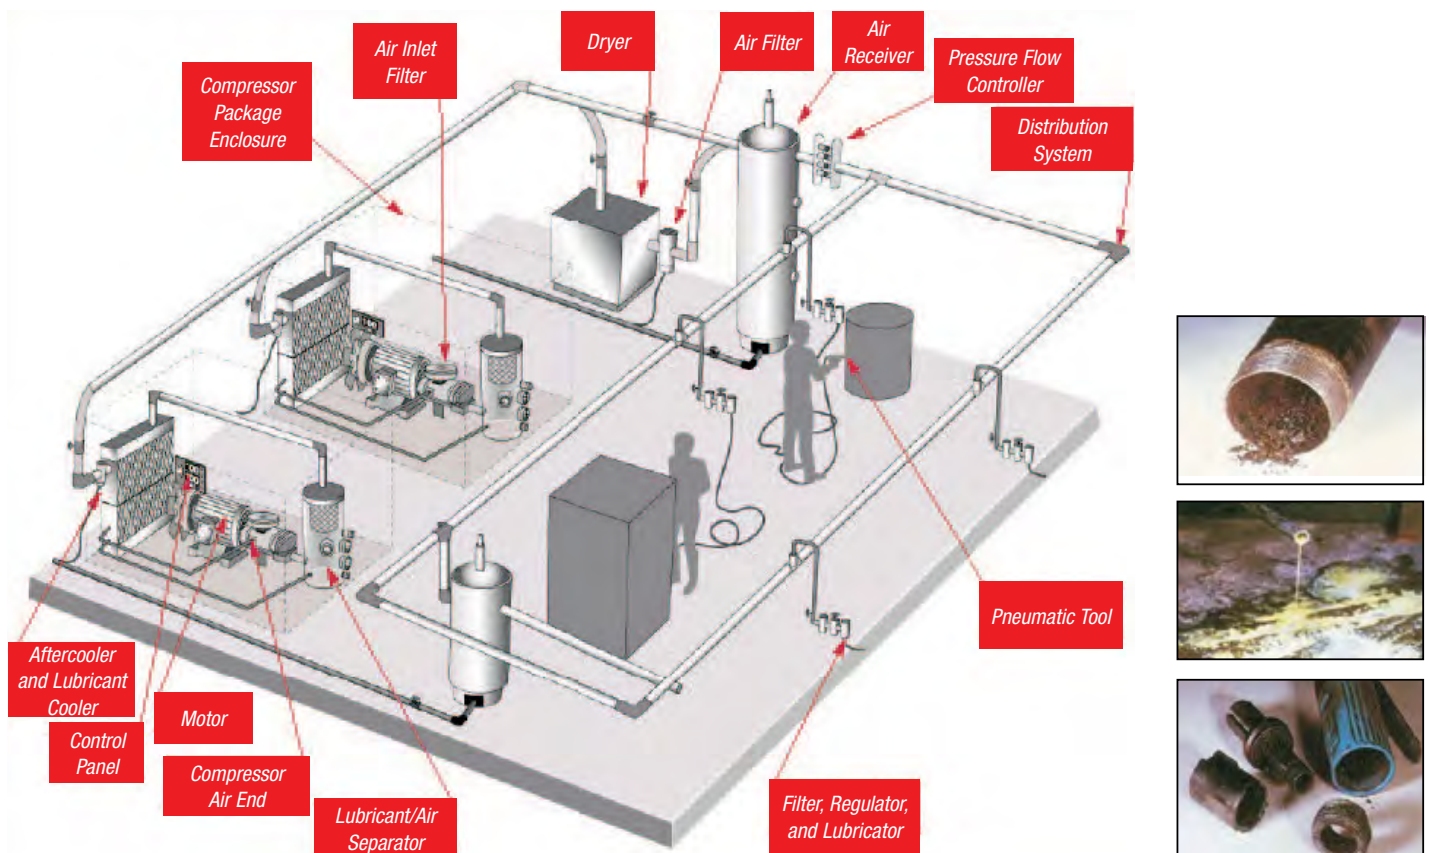 Air Inlet
Filter
Dryer
Air Filter
Air
Receiver
Pressure Flow
Controller
Compressor
Package
Enclosure
Distribution
System
Pneumatic Tool
Aftercooler
and Lubricant
Cooler
Motor
Control
Panel
Compressor
Air End
Lubricant/Air
Separator
Filter, Regulator,
and Lubricator